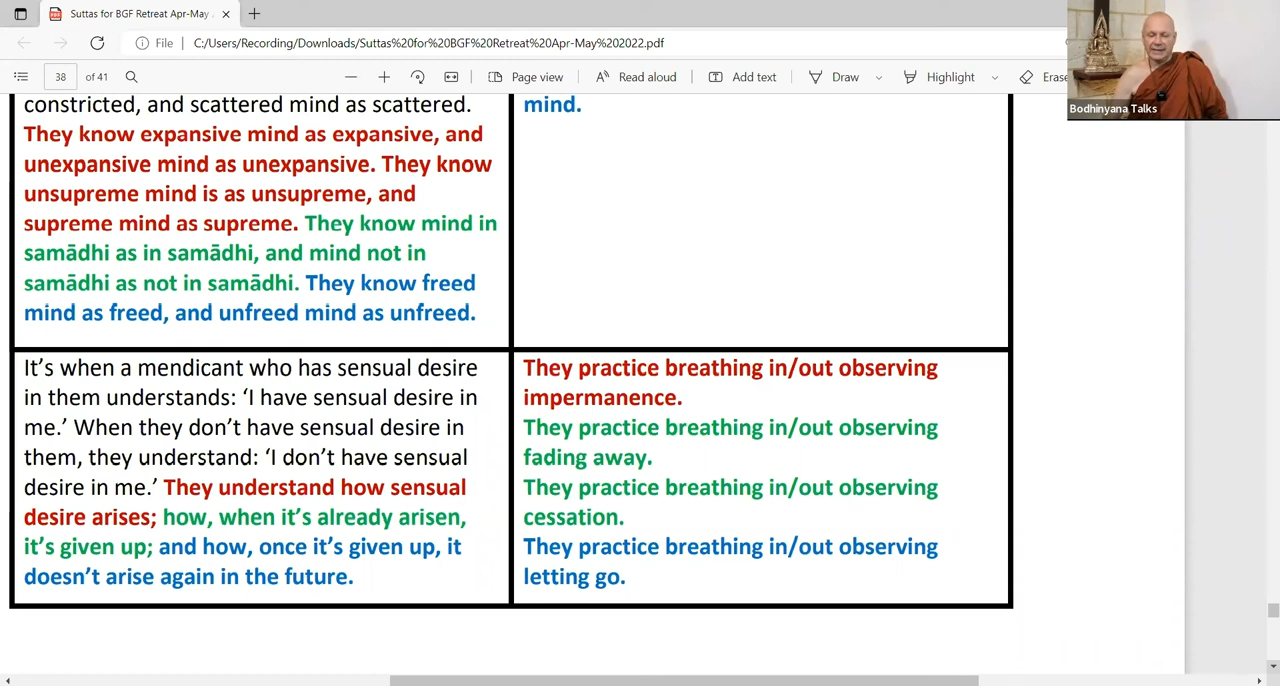 Suttas for BGF Retreat Apr-May
File
C:/Users/Recording/Downloads/Suttas%20for%20BGF%20Retreat%20Apr-May%202022.pdf
38 of 41
Page view
Read aloud
Add text
Draw
Highlight
Erase
Bodhinyana Talks
constricted, and scattered mind as scattered.
They know expansive mind as expansive, and
unexpansive mind as unexpansive. They know
unsupreme mind is as unsupreme, and
supreme mind as supreme. They know mind in
samādhi as in samādhi, and mind not in
samādhi as not in samādhi. They know freed
mind as freed, and unfreed mind as unfreed.
mind.
It’s when a mendicant who has sensual desire
in them understands: ‘I have sensual desire in
me.’ When they don’t have sensual desire in
them, they understand: ‘I don’t have sensual
desire in me.’ They understand how sensual
desire arises; how, when it’s already arisen,
it’s given up; and how, once it’s given up, it
doesn’t arise again in the future.
They practice breathing in/out observing
impermanence.
They practice breathing in/out observing
fading away.
They practice breathing in/out observing
cessation.
They practice breathing in/out observing
letting go.